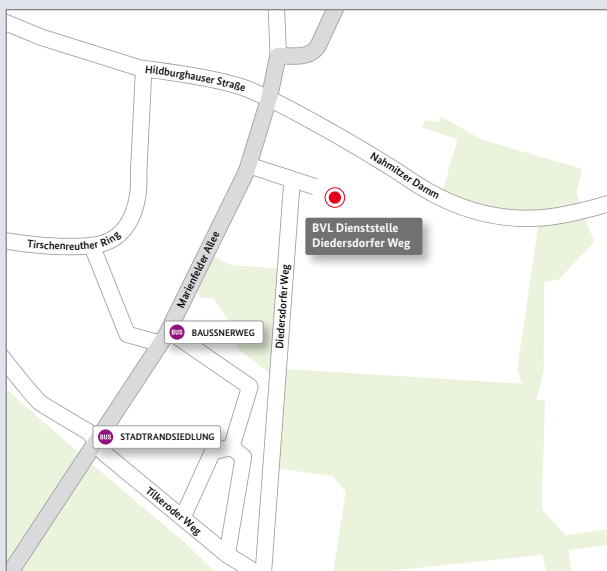 Hildburghauser Straße
Nahmitzer Damm
BVL Dienststelle
Diedersdorfer Weg
Tirschenreuther Ring
Marienfelder Allee
Diedersdorfer Weg
BUS BAUSSNERWEG
BUS STADTRANDSIEDLUNG
Tilkeroder Weg